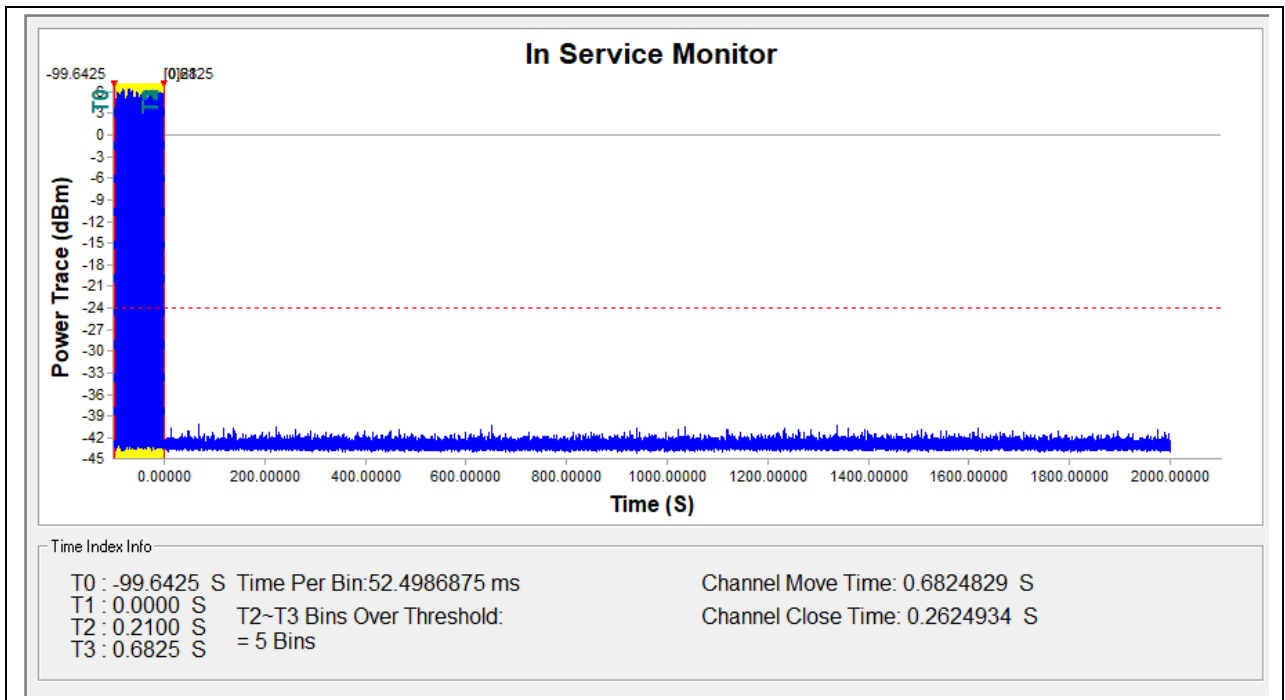 In Service Monitor
-99.6425
T0
T3
6
3
0
-3
-6
-9
-12
-15
-18
-21
-24
-27
-30
-33
-36
-39
-42
-45
Power Trace (dBm)
0.00000 200.00000 400.00000 600.00000 800.00000 1000.00000 1200.00000 1400.00000 1600.00000 1800.00000 2000.00000
Time (S)
Time Index Info
T0 : -99.6425 S Time Per Bin:52.4986875 ms Channel Move Time: 0.6824829 S
T1 : 0.0000 S
T2 : 0.2100 S T2~T3 Bins Over Threshold: Channel Close Time: 0.2624934 S
T3 : 0.6825 S = 5 Bins